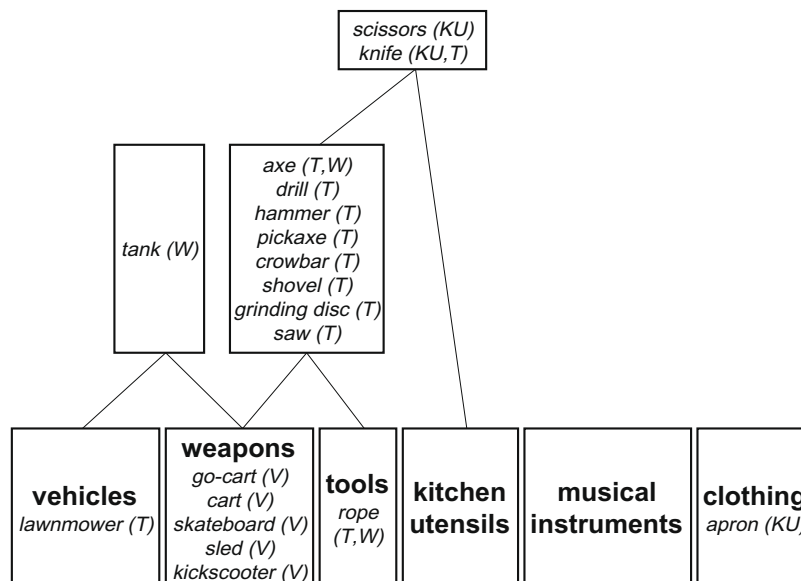 scissors (KU)
knife (KU,T)
tank (W)
axe (T,W)
drill (T)
hammer (T)
pickaxe (T)
crowbar (T)
shovel (T)
grinding disc (T)
saw (T)
vehicles
lawnmower (T)
weapons
go-cart (V)
cart (V)
skateboard (V)
sled (V)
kickscooter (V)
tools
rope
(T,W)
kitchen
utensils
musical
instruments
clothing
apron (KU)